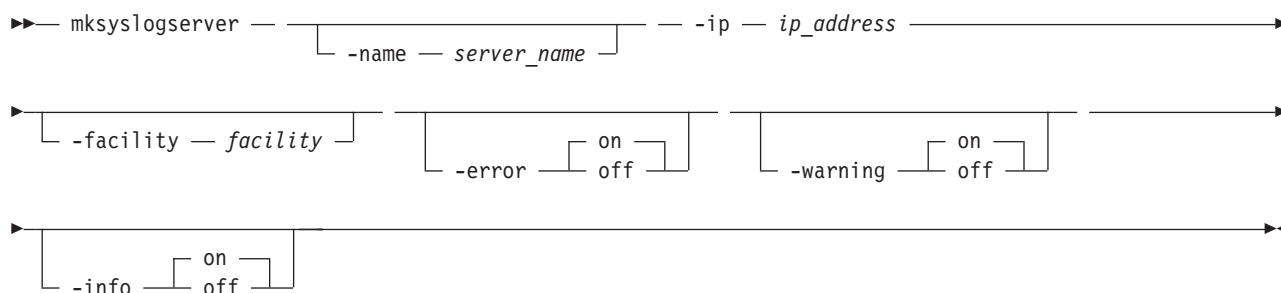 mksyslogserver -name server_name -ip ip_address
-facility facility -error on off -warning on off
-info on off